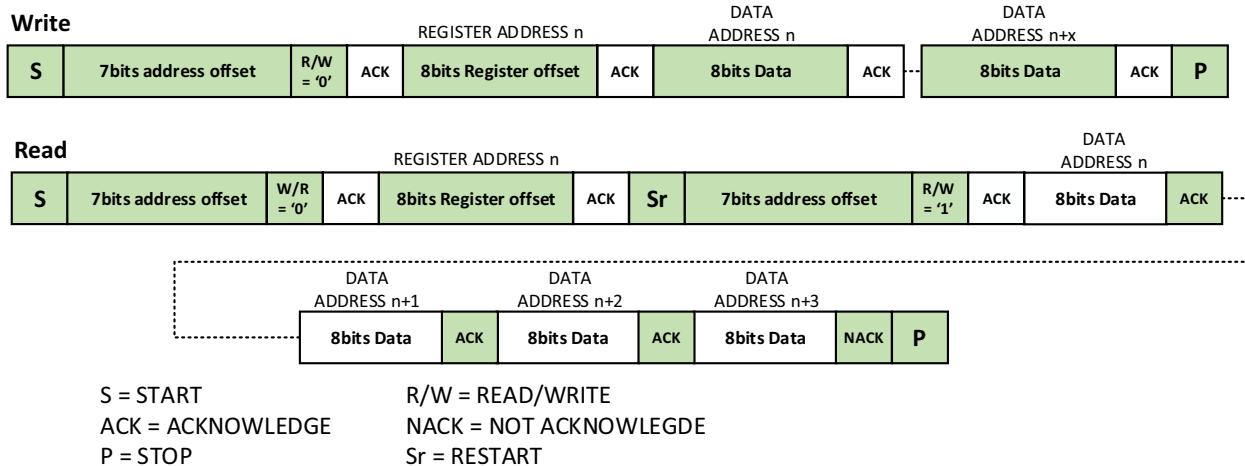 Write
REGISTER ADDRESS n
DATA
ADDRESS n
DATA
ADDRESS n+x
S 7bits address offset R/W = ‘0’ ACK 8bits Register offset ACK 8bits Data ACK 8bits Data ACK P
Read
REGISTER ADDRESS n
DATA
ADDRESS n
S 7bits address offset W/R = ‘0’ ACK 8bits Register offset ACK Sr 7bits address offset R/W = ‘1’ ACK 8bits Data ACK
DATA
ADDRESS n+1
DATA
ADDRESS n+2
DATA
ADDRESS n+3
8bits Data ACK 8bits Data ACK 8bits Data NACK P
S = START R/W = READ/WRITE
ACK = ACKNOWLEDGE NACK = NOT ACKNOWLEGDE
P = STOP Sr = RESTART